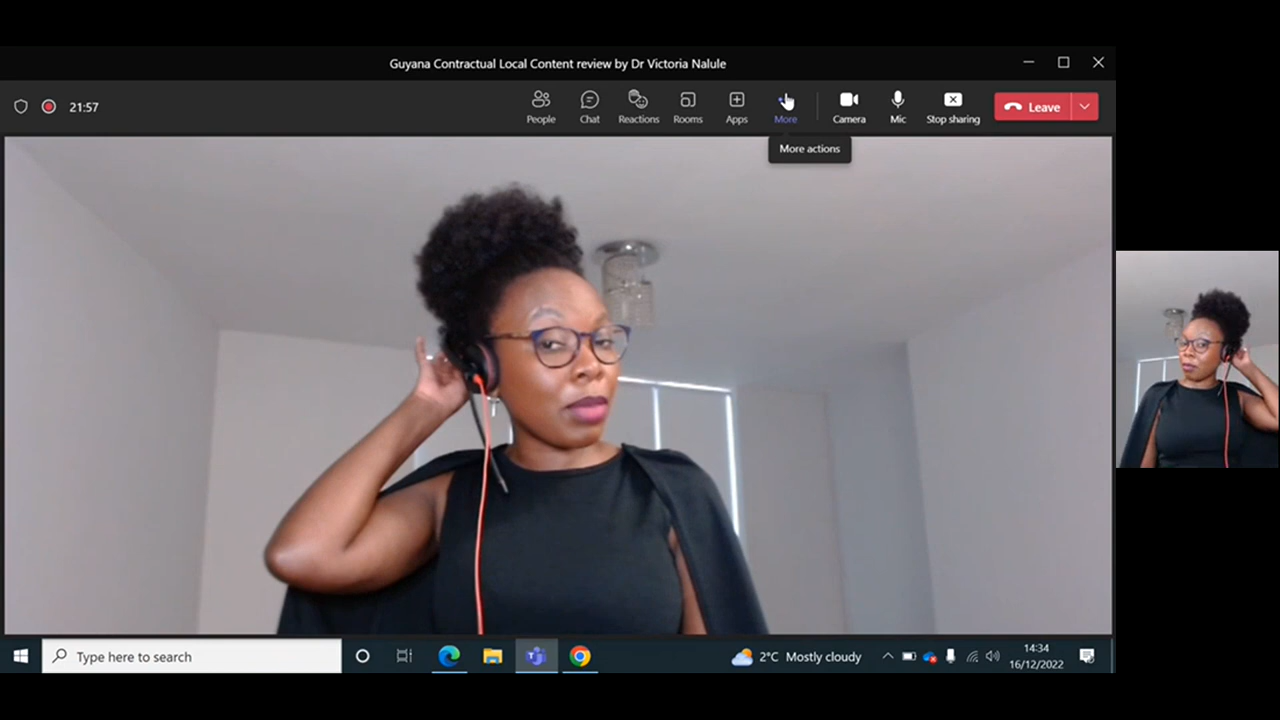 Guyana Contractual Local Content review by Dr Victoria Nalule
21:57
People
Chat
Reactions
Rooms
Apps
More
Camera
Mic
Stop sharing
Leave
More actions
Type here to search
2°C Mostly cloudy
14:34
16/12/2022